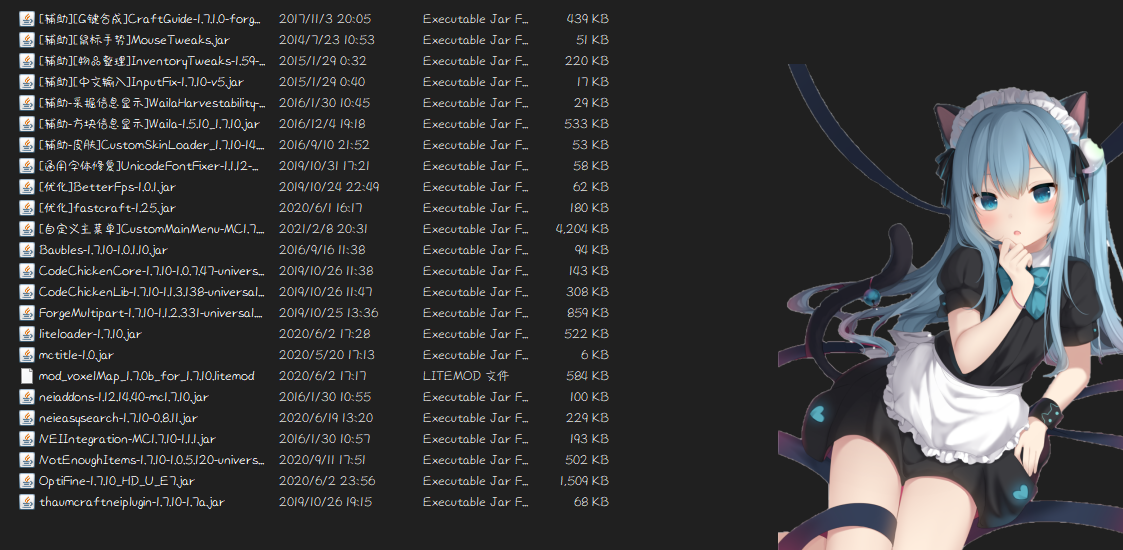 [辅助][G键合成]CraftGuide-1.7.1.0-forg... 2017/11/3 20:05 Executable Jar F... 439 KB
[辅助][鼠标手势]MouseTweaks.jar 2014/7/23 10:53 Executable Jar F... 51 KB
[辅助][物品整理]InventoryTweaks-1.59-... 2015/1/29 0:32 Executable Jar F... 220 KB
[辅助][中文输入]InputFix-1.7.10-v5.jar 2015/1/29 0:40 Executable Jar F... 17 KB
[辅助-采掘信息显示]WailaHarvestability-... 2016/1/30 10:45 Executable Jar F... 29 KB
[辅助-方块信息显示]Waila-1.5.10_1.7.10.jar 2016/12/4 19:18 Executable Jar F... 533 KB
[辅助-皮肤]CustomSkinLoader_1.7.10-14.... 2016/9/10 21:52 Executable Jar F... 53 KB
[通用字体修复]UnicodeFontFixer-1.1.12-... 2019/10/31 17:21 Executable Jar F... 58 KB
[优化]BetterFps-1.0.1.jar 2019/10/24 22:49 Executable Jar F... 62 KB
[优化]fastcraft-1.25.jar 2020/6/1 16:17 Executable Jar F... 180 KB
[自定义主菜单]CustomMainMenu-MC1.7.... 2021/2/8 20:31 Executable Jar F... 4,204 KB
Baubles-1.7.10-1.0.1.10.jar 2016/9/16 11:38 Executable Jar F... 94 KB
CodeChickenCore-1.7.10-1.0.7.47-univers... 2019/10/26 11:38 Executable Jar F... 143 KB
CodeChickenLib-1.7.10-1.1.3.138-universal... 2019/10/26 11:47 Executable Jar F... 308 KB
ForgeMultipart-1.7.10-1.1.2.331-universal.... 2019/10/25 13:36 Executable Jar F... 859 KB
liteloader-1.7.10.jar 2020/6/2 17:28 Executable Jar F... 522 KB
mctitle-1.0.jar 2020/5/20 17:13 Executable Jar F... 6 KB
mod_voxelMap_1.7.0b_for_1.7.10.litemod 2020/6/2 17:17 LITEMOD 文件 584 KB
neiaddons-1.12.14.40-mc1.7.10.jar 2016/1/30 10:55 Executable Jar F... 100 KB
neieasysearch-1.7.10-0.8.11.jar 2020/6/19 13:20 Executable Jar F... 229 KB
NEIIntegration-MC1.7.10-1.1.1.jar 2016/1/30 10:57 Executable Jar F... 193 KB
NotEnoughItems-1.7.10-1.0.5.120-univers... 2020/9/11 17:51 Executable Jar F... 502 KB
OptiFine-1.7.10_HD_U_E7.jar 2020/6/2 23:56 Executable Jar F... 1,509 KB
thaumcraftneiplugin-1.7.10-1.7a.jar 2019/10/26 19:15 Executable Jar F... 68 KB